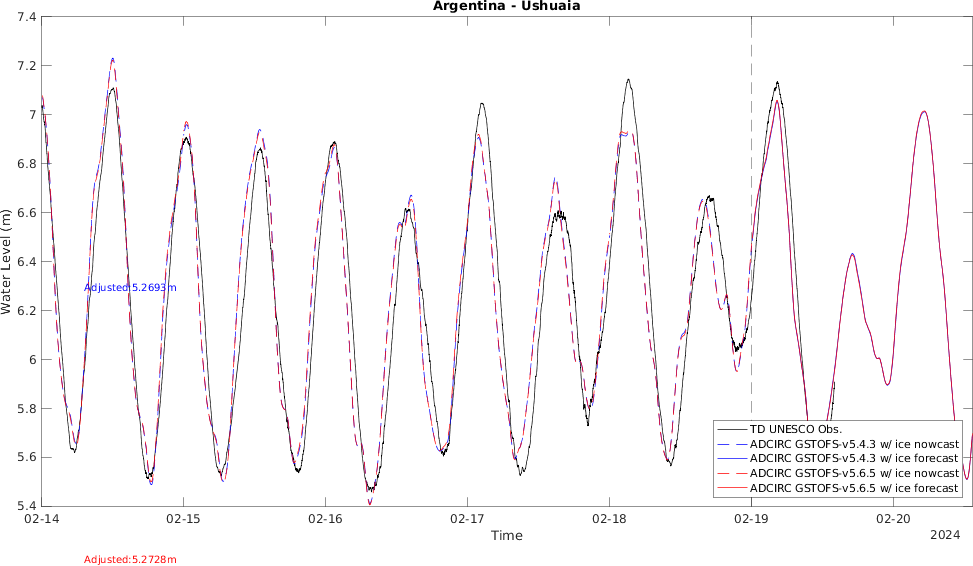 Argentina - Ushuaia
7.4
7.2
7
6.8
6.6
6.4
6.2
6
5.8
5.6
5.4
Water Level (m)
Adjusted:5.2693m
TD UNESCO Obs.
ADCIRC GSTOFS-v5.4.3 w/ ice nowcast
ADCIRC GSTOFS-v5.4.3 w/ ice forecast
ADCIRC GSTOFS-v5.6.5 w/ ice nowcast
ADCIRC GSTOFS-v5.6.5 w/ ice forecast
02-14 02-15 02-16 02-17 02-18 02-19 02-20
Time
2024
Adjusted:5.2728m